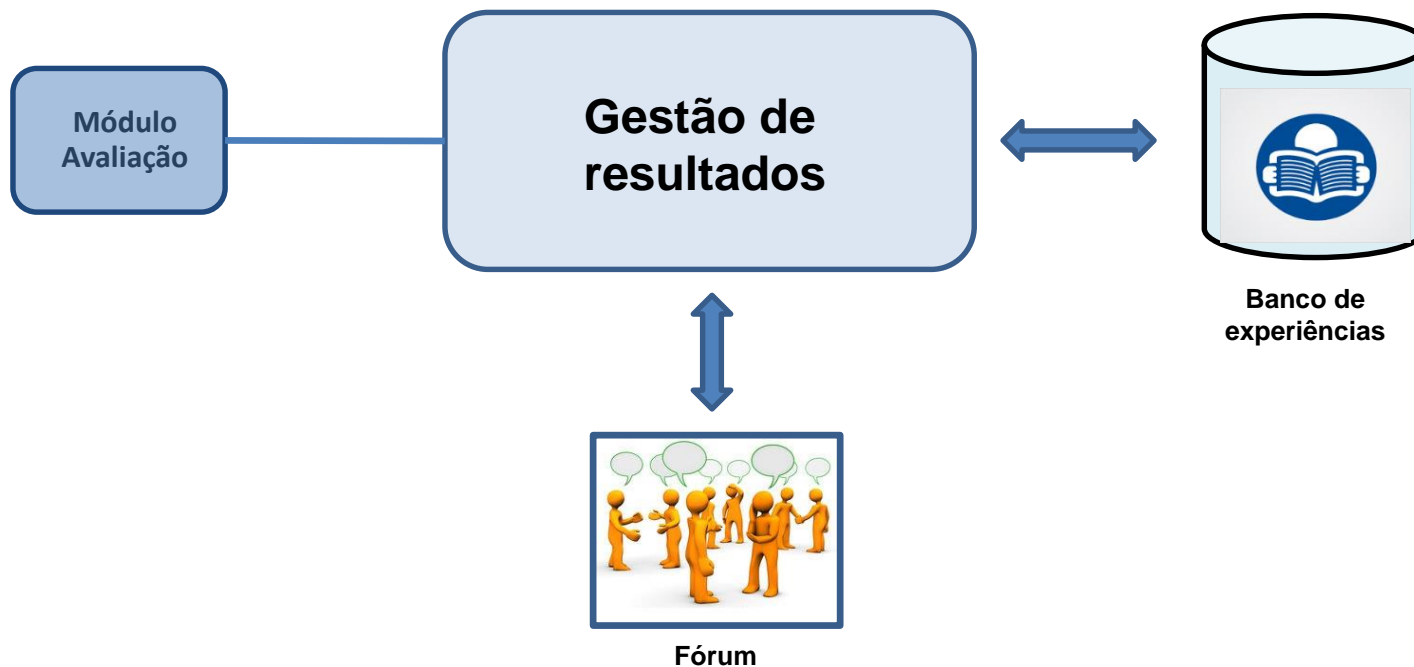 Módulo
Avaliação
Gestão de
resultados
Banco de
experiências
Fórum